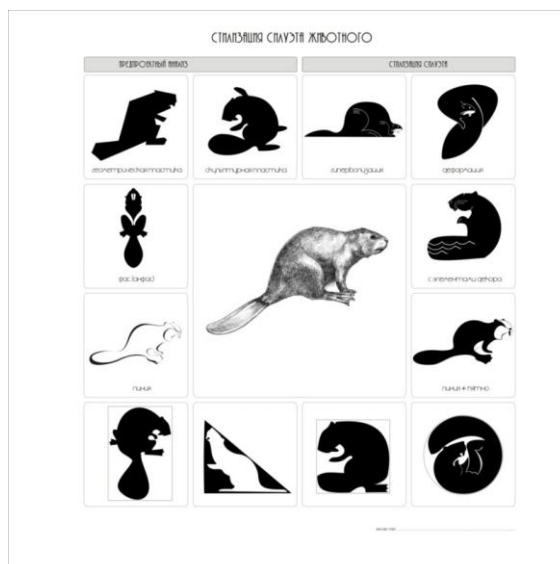 СТИЛИЗАЦИЯ СИЛУЭТА ЖИВОТНОГО
ПРЕДПРОЕКТНЫЙ АНАЛИЗ
СТИЛИЗАЦИЯ СИЛУЭТА
геометрическая пластика
скульптурная пластика
гиперболизация
деформация
фас (анфас)
с элементами декора
линия
линия + пятно